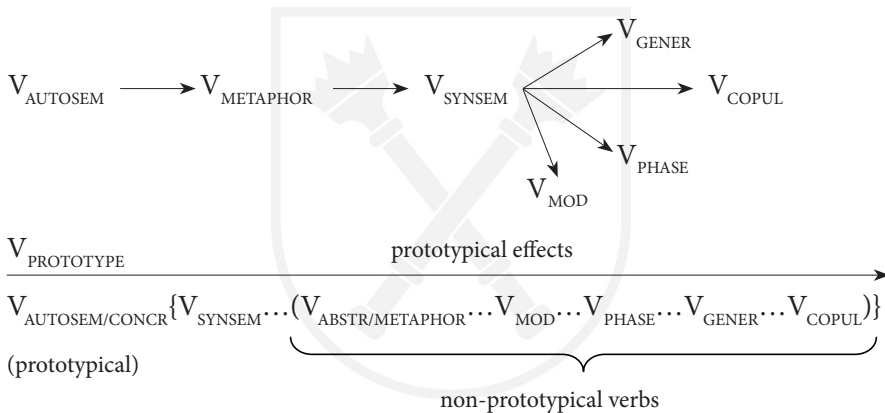 V_GENER
V_AUTOSEM V_METAPHOR V_SYNSEM V_COPUL
V_PHASE
V_MOD
V_PROTOTYPE prototypical effects
V_AUTOSEM/CONCR{V_SYNSEM…(V_ABSTR/METAPHOR…V_MOD…V_PHASE…V_GENER…V_COPUL)}
(prototypical)
non-prototypical verbs